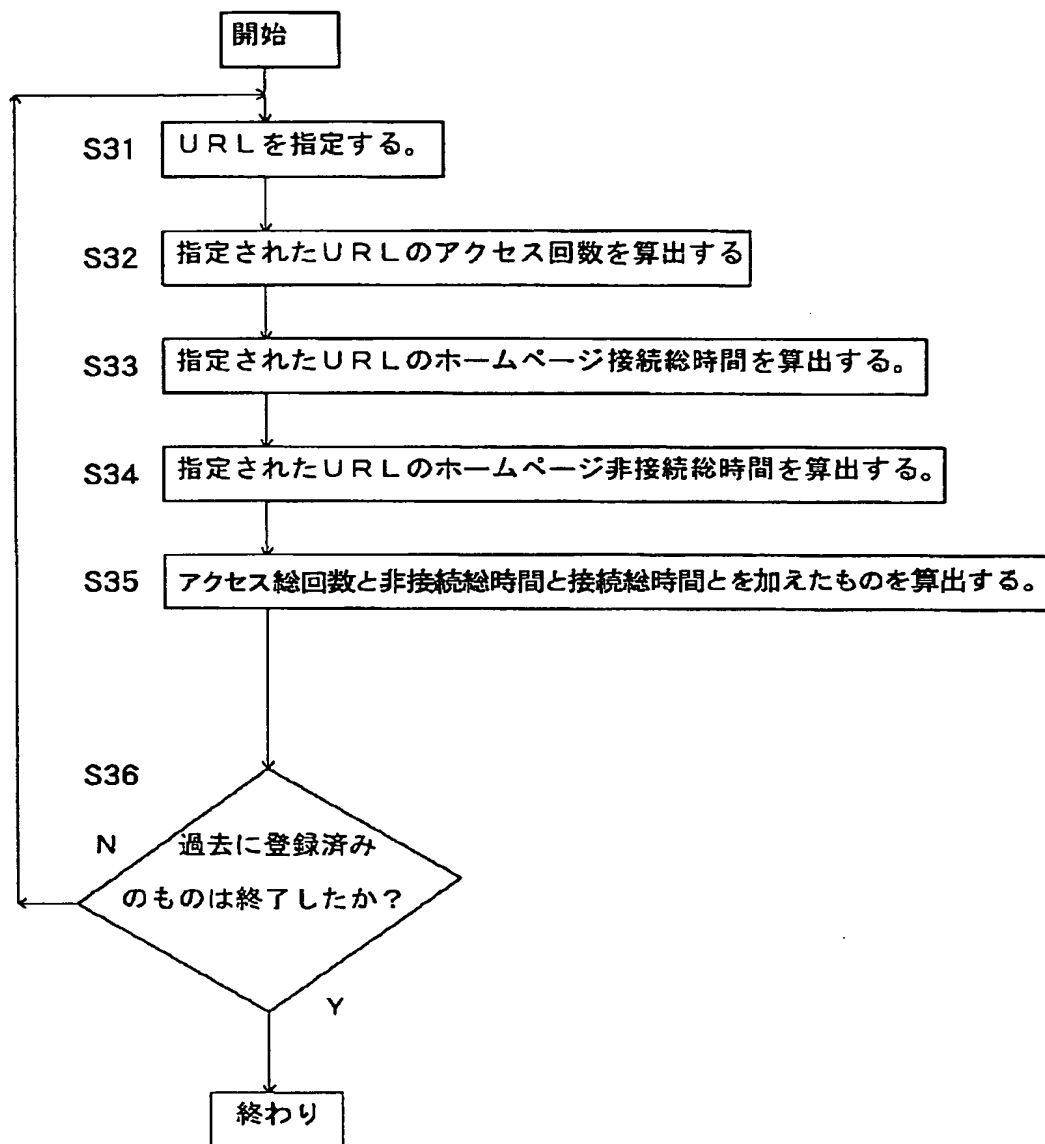 開始
S31
URLを指定する。
S32
指定されたURLのアクセス回数を算出する
S33
指定されたURLのホームページ接続総時間を算出する。
S34
指定されたURLのホームページ非接続総時間を算出する。
S35
アクセス総回数と非接続総時間と接続総時間とを加えたものを算出する。
S36
N
過去に登録済み
のものは終了したか?
Y
終わり